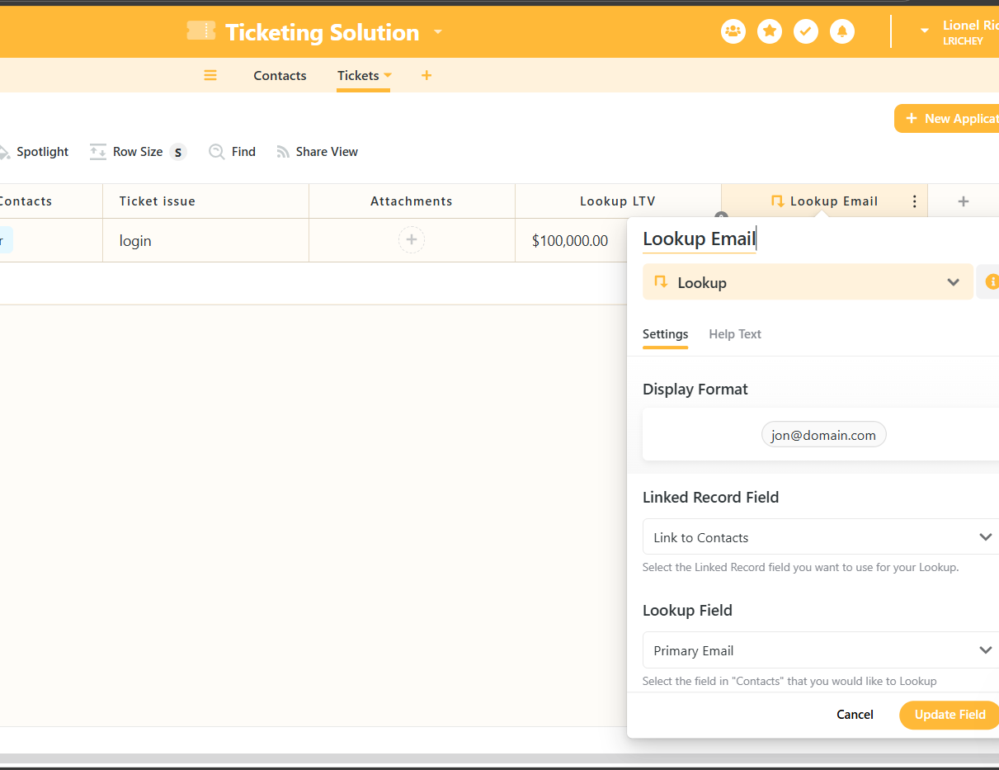 Ticketing Solution
Lionel Ric
LRICHEY
Contacts
Tickets
+
+ New Applicat
Spotlight
Row Size S
Find
Share View
Contacts
Ticket issue
Attachments
Lookup LTV
Lookup Email
+
r
login
+
$100,000.00
Lookup Email
Lookup
i
Settings
Help Text
Display Format
jon@domain.com
Linked Record Field
Link to Contacts
Select the Linked Record field you want to use for your Lookup.
Lookup Field
Primary Email
Select the field in "Contacts" that you would like to Lookup
Cancel
Update Field